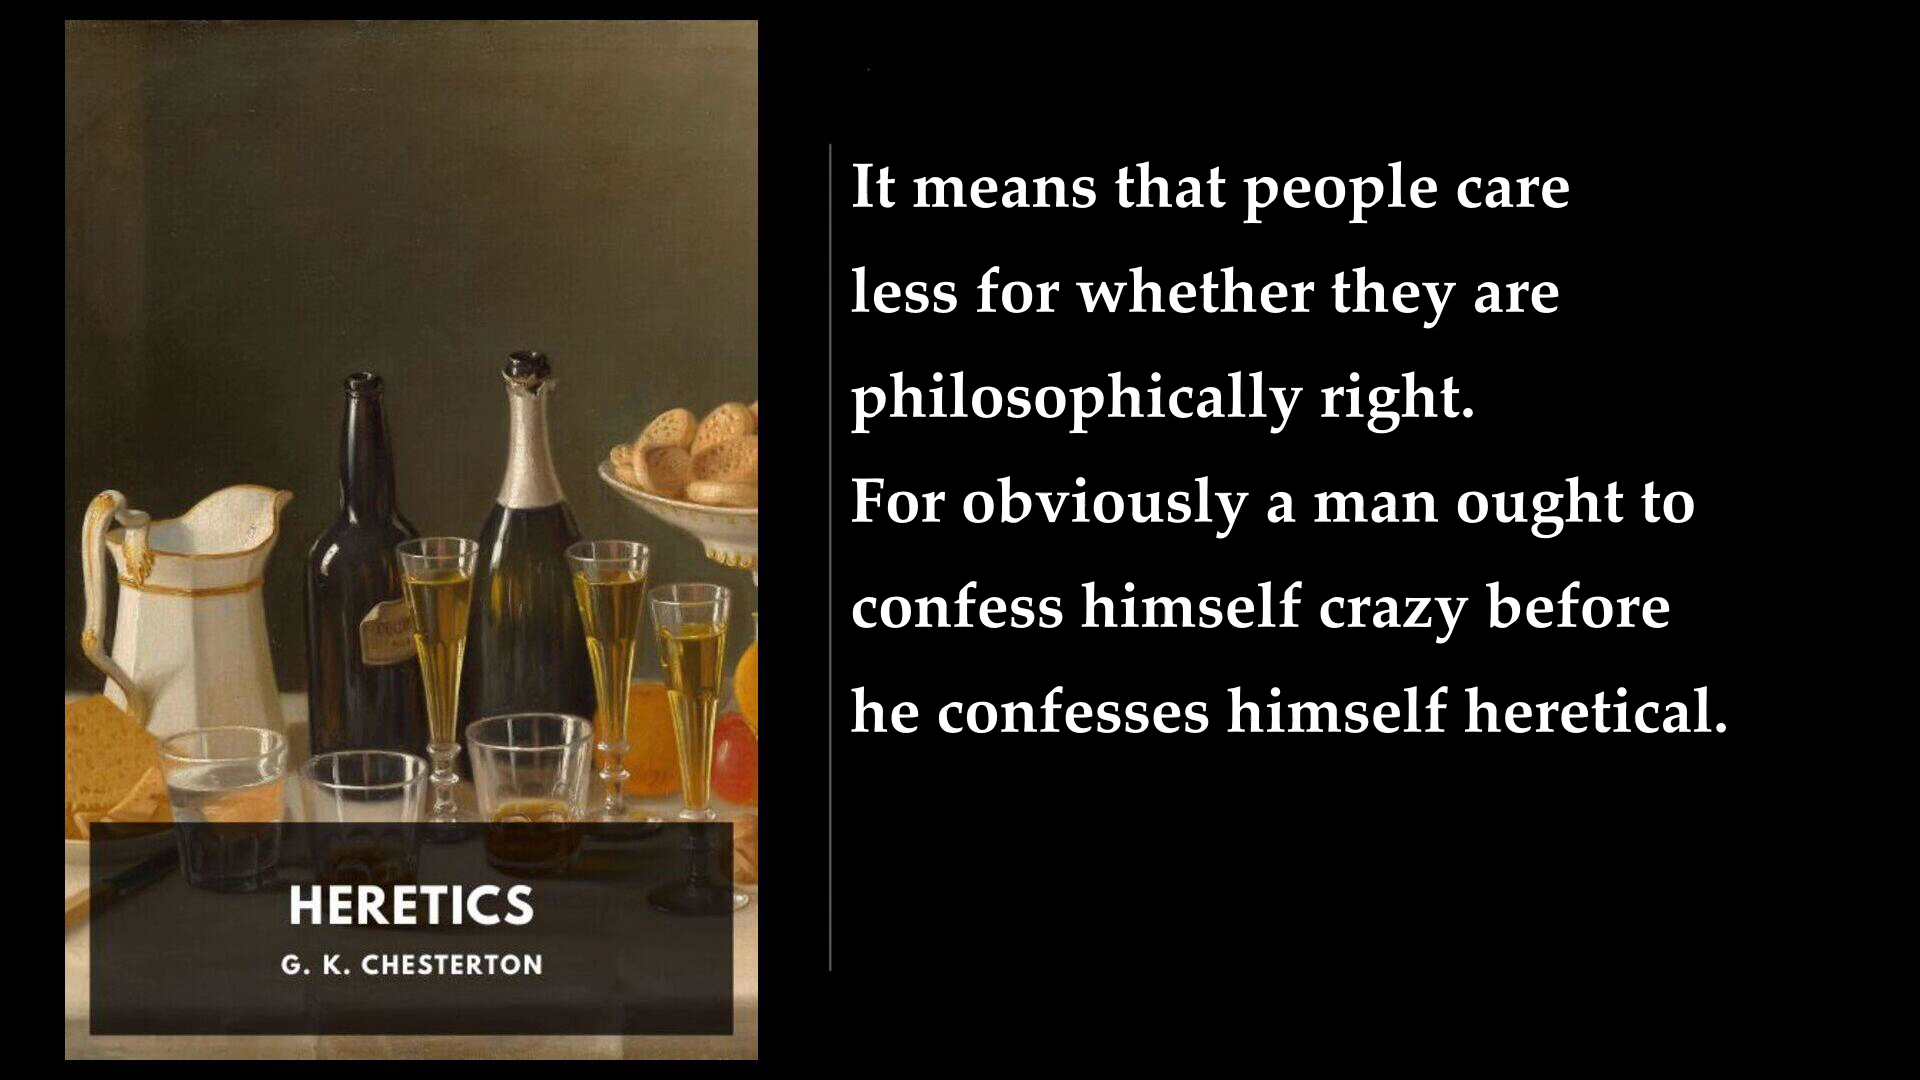 It means that people care
less for whether they are
philosophically right.
For obviously a man ought to
confess himself crazy before
he confesses himself heretical.
HERETICS
G. K. CHESTERTON